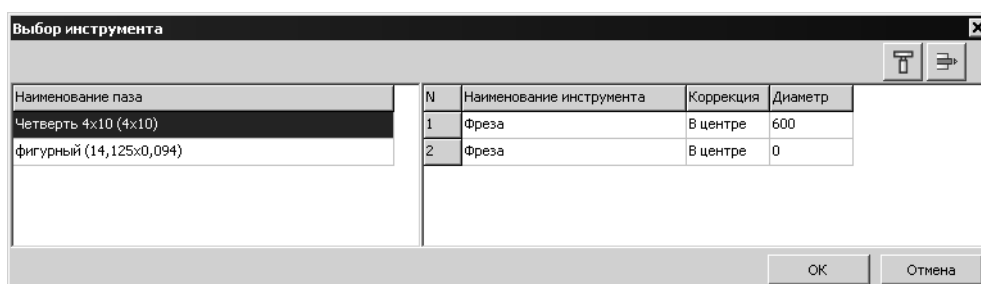 Выбор инструмента
Наименование паза
Четверть 4x10 (4x10)
фигурный (14,125x0,094)
N Наименование инструмента Коррекция Диаметр
1 Фреза В центре 600
2 Фреза В центре 0
ОК Отмена